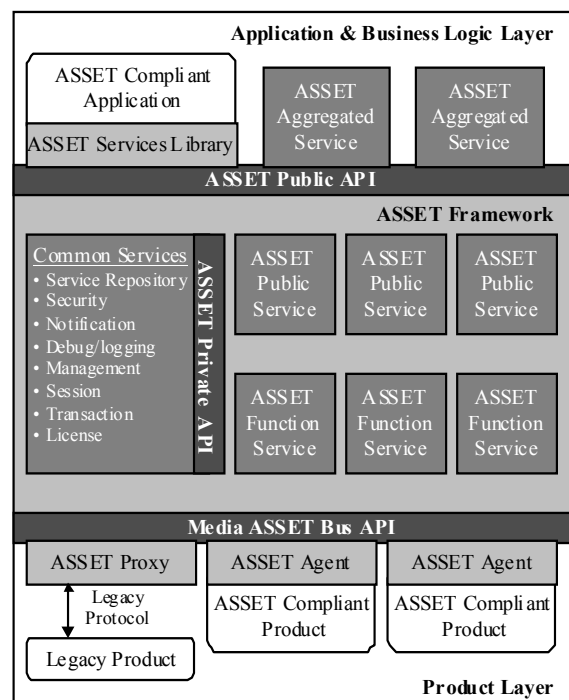 Application & Business Logic Layer
ASSET Compliant
Application
ASSET Services Library
ASSET
Aggregated
Service
ASSET
Aggregated
Service
ASSET Public API
ASSET Framework
Common Services
• Service Repository
• Security
• Notification
• Debug/logging
• Management
• Session
• Transaction
• License
ASSET Private API
ASSET
Public
Service
ASSET
Public
Service
ASSET
Public
Service
ASSET
Function
Service
ASSET
Function
Service
ASSET
Function
Service
Media ASSET Bus API
ASSET Proxy
Legacy
Protocol
Legacy Product
ASSET Agent
ASSET Compliant
Product
ASSET Agent
ASSET Compliant
Product
Product Layer